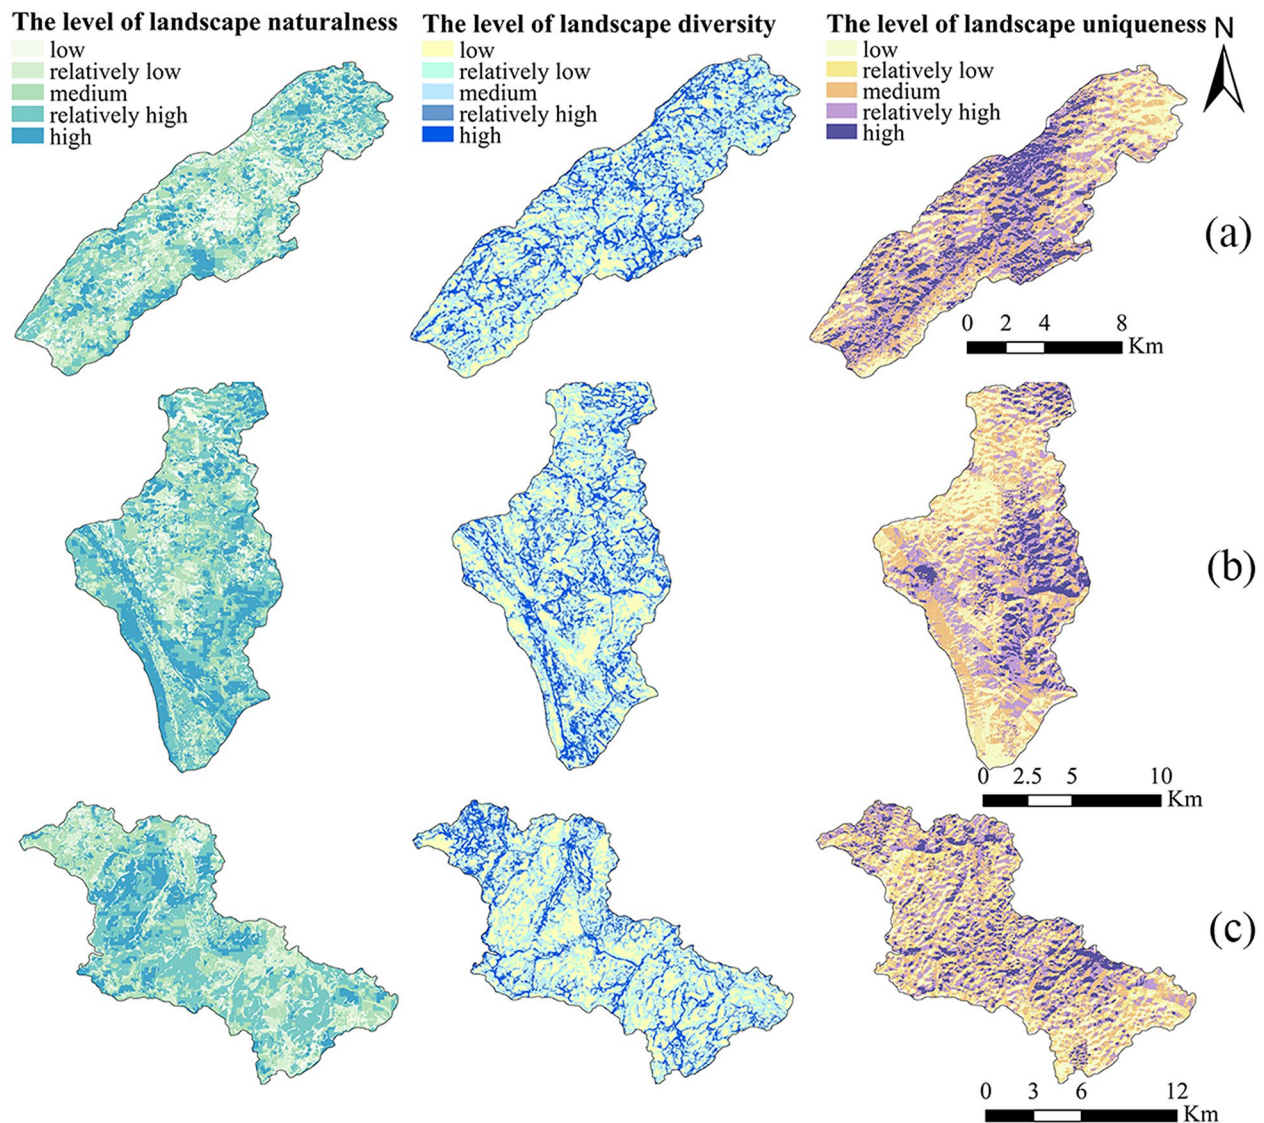 The level of landscape naturalness
low
relatively low
medium
relatively high
high
The level of landscape diversity
low
relatively low
medium
relatively high
high
The level of landscape uniqueness
low
relatively low
medium
relatively high
high
N
(a)
0 2 4 8 Km
(b)
0 2.5 5 10 Km
(c)
0 3 6 12 Km